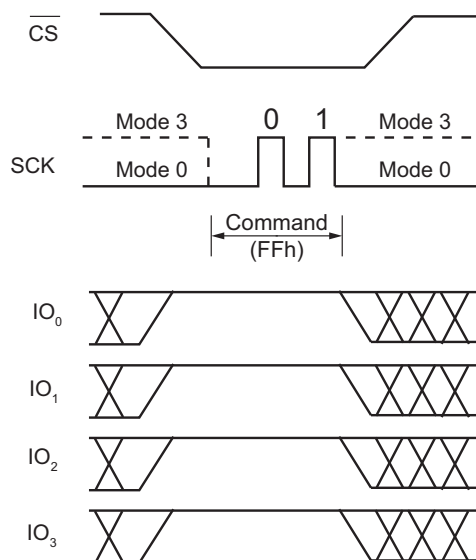 CS
0 1
Mode 3 Mode 3
SCK
Mode 0 Mode 0
Command
(FFh)
IO0
IO1
IO2
IO3